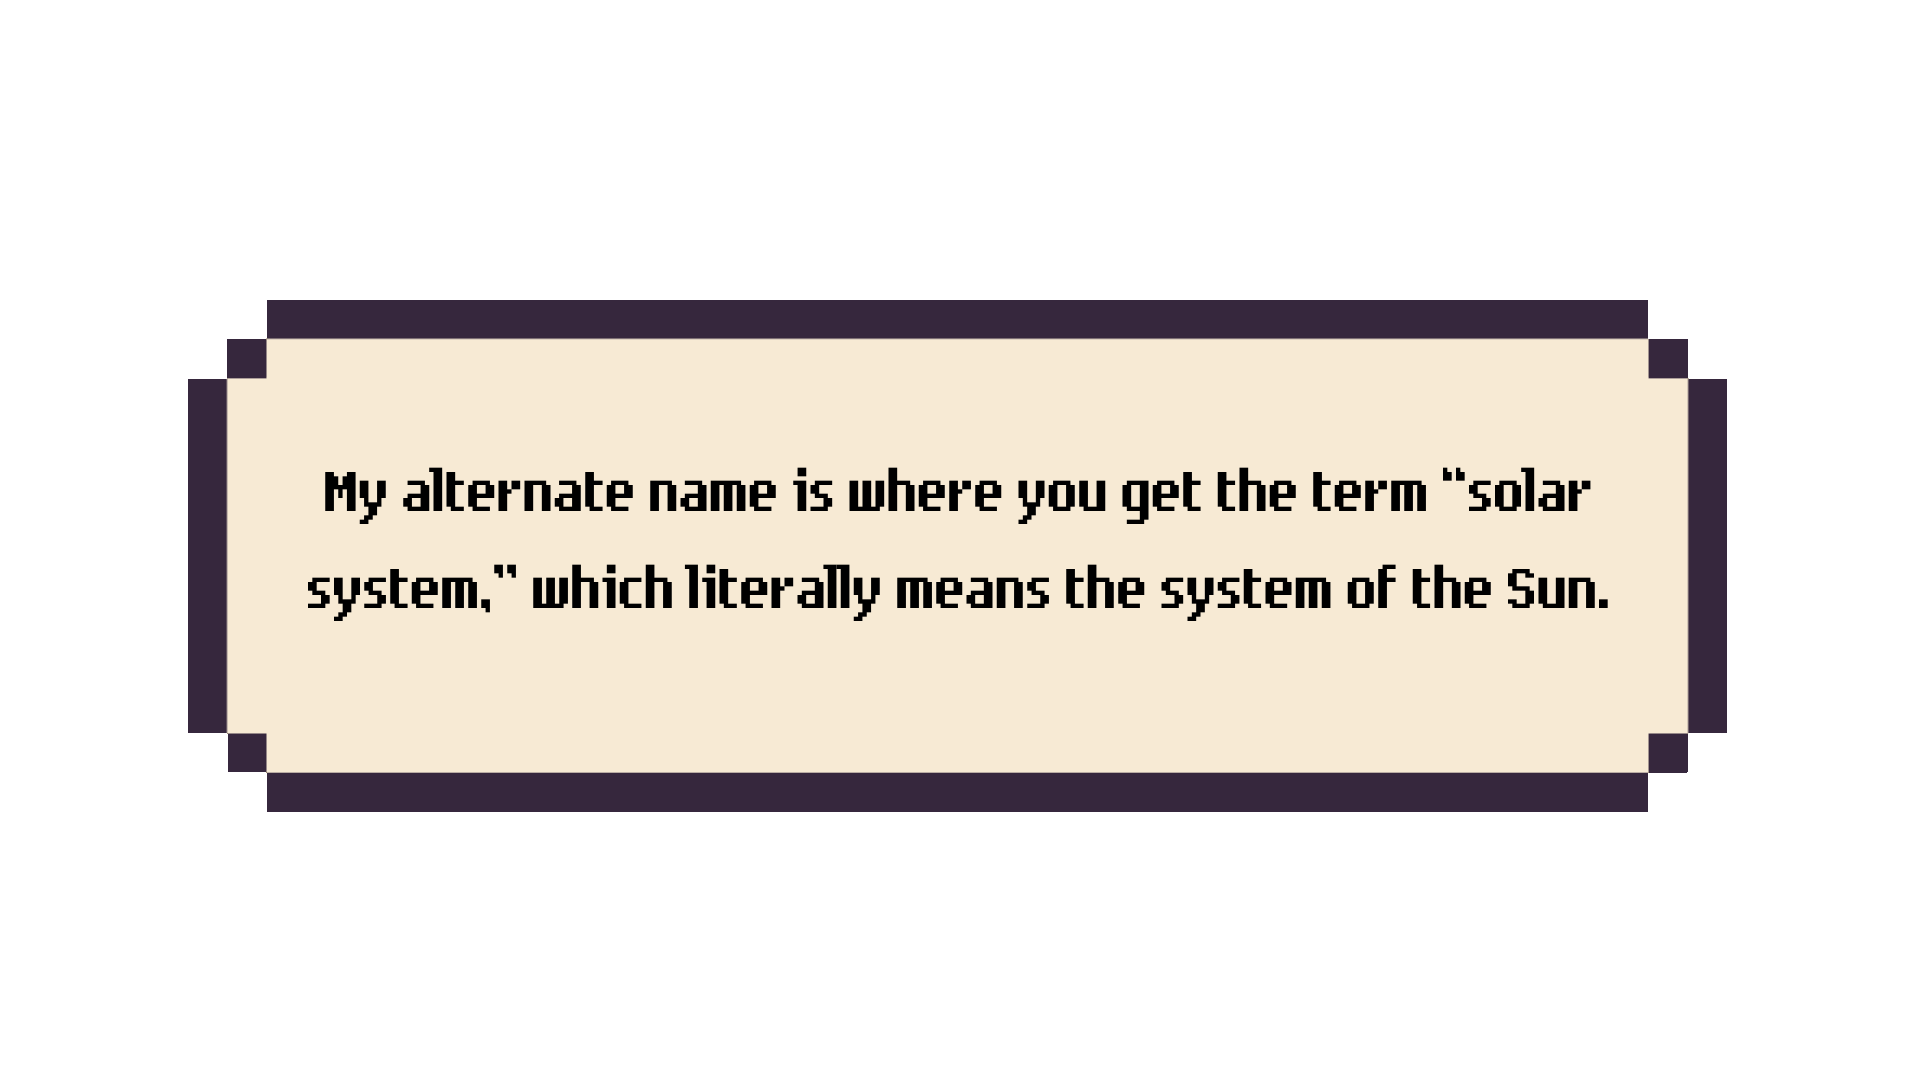 My alternate name is where you get the term “solar
system,” which literally means the system of the Sun.